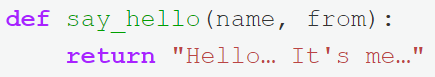 def say_hello(name, from):
    return "Hello… It's me…"